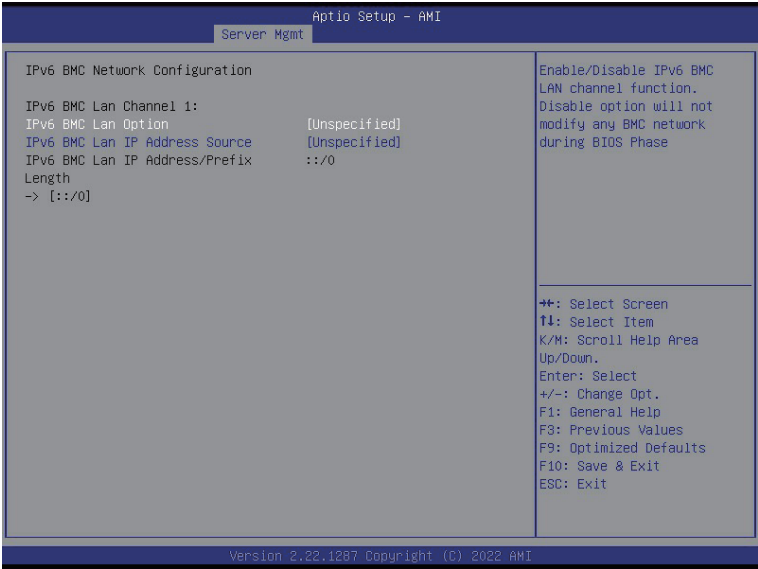 Aptio Setup – AMI
Server Mgmt
IPv6 BMC Network Configuration
IPv6 BMC Lan Channel 1:
IPv6 BMC Lan Option [Unspecified]
IPv6 BMC Lan IP Address Source [Unspecified]
IPv6 BMC Lan IP Address/Prefix ::/0
Length
-> [::/0]
Enable/Disable IPv6 BMC
LAN channel function.
Disable option will not
modify any BMC network
during BIOS Phase
→←: Select Screen
↑↓: Select Item
K/M: Scroll Help Area
Up/Down.
Enter: Select
+/-: Change Opt.
F1: General Help
F3: Previous Values
F9: Optimized Defaults
F10: Save & Exit
ESC: Exit
Version 2.22.1287 Copyright (C) 2022 AMI